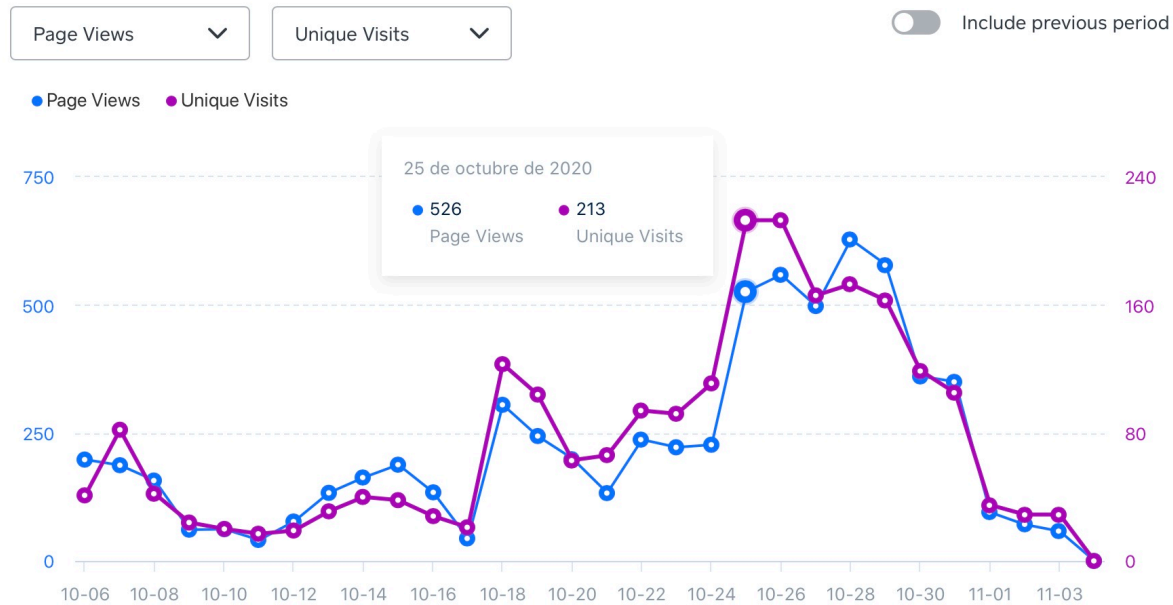 Page Views
Unique Visits
Include previous period
Page Views
Unique Visits
25 de octubre de 2020
526
213
Page Views
Unique Visits
750
500
250
0
240
160
80
0
10-06 10-08 10-10 10-12 10-14 10-16 10-18 10-20 10-22 10-24 10-26 10-28 10-30 11-01 11-03